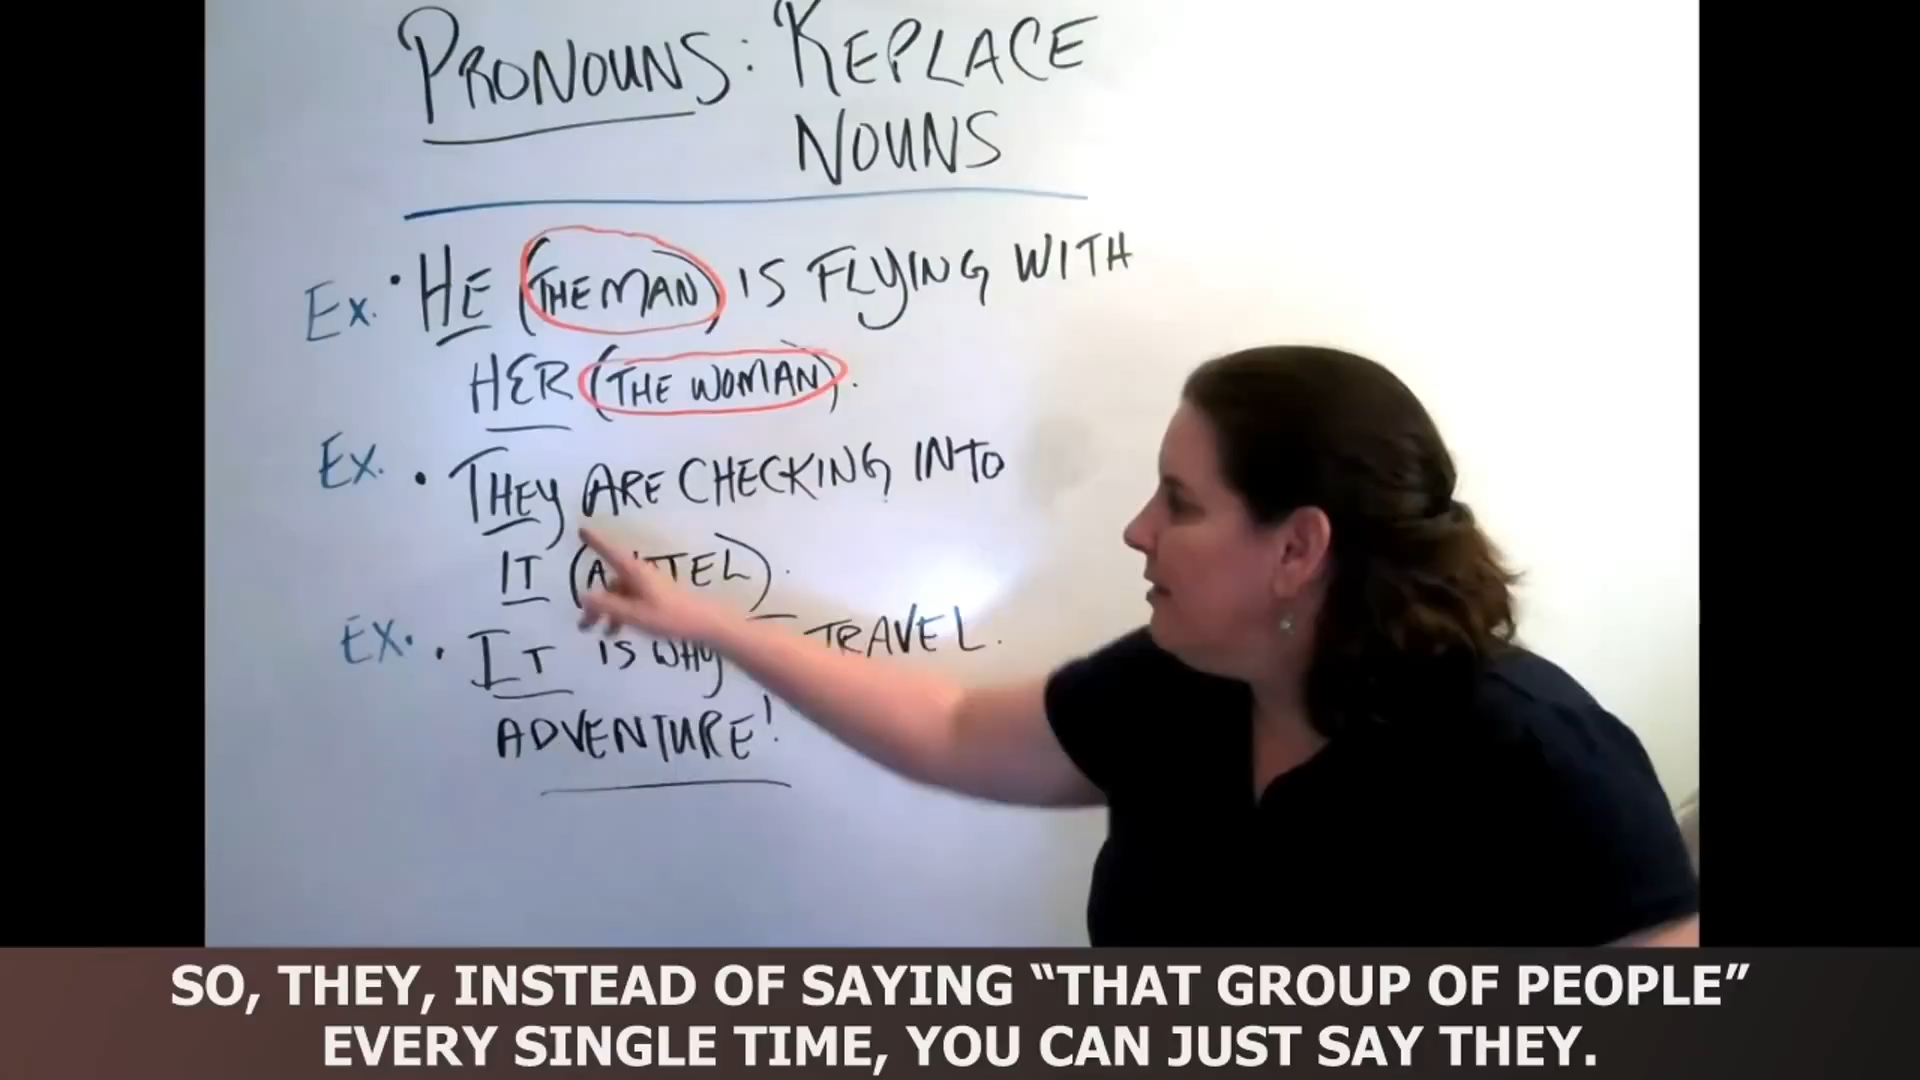 PRONOUNS: REPLACE
NOUNS
Ex. • HE (THE MAN) IS FLYING WITH
HER (THE WOMAN).
Ex. • THEY ARE CHECKING INTO
IT
Ex. • IT IS WHY TRAVEL.
ADVENTURE!
SO, THEY, INSTEAD OF SAYING “THAT GROUP OF PEOPLE”
EVERY SINGLE TIME, YOU CAN JUST SAY THEY.